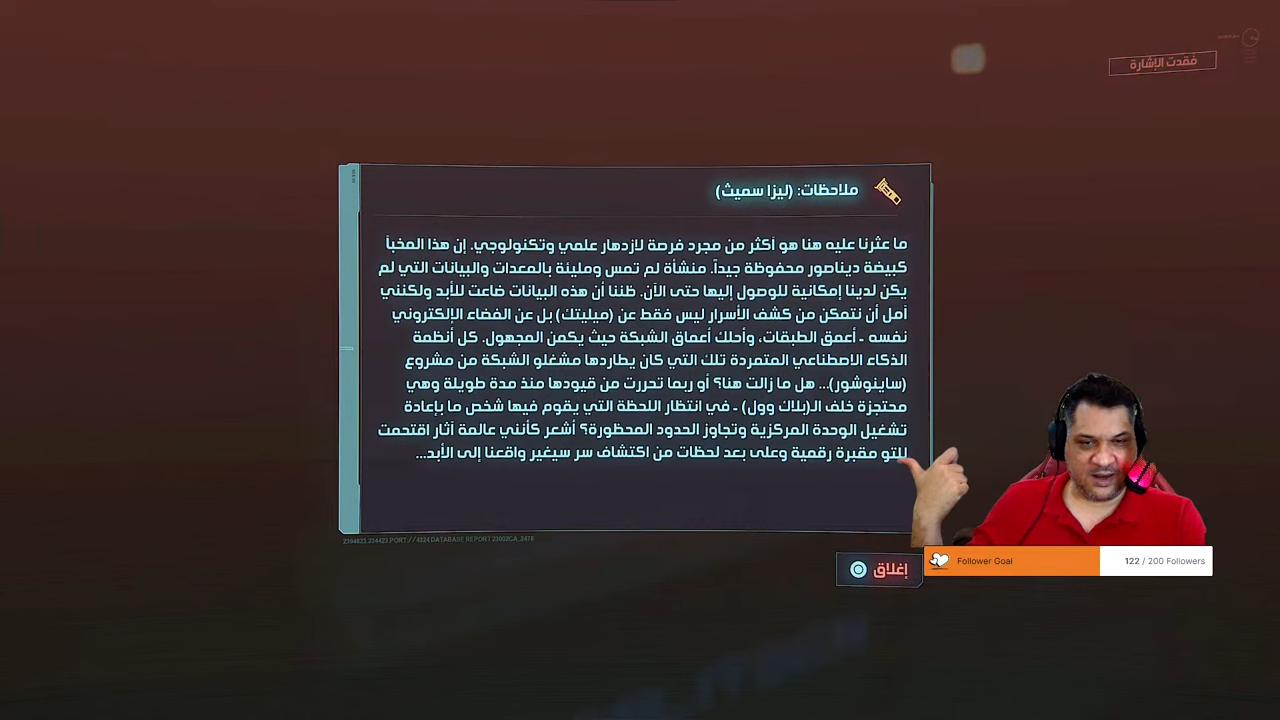 فقدت الإشارة
ملاحظات: (ليزا سميث)
ما عثرنا عليه هنا هو أكثر من مجرد فرصة لازدهار علمي وتكنولوجي. إن هذا المخبأ
كبيضة ديناصور محفوظة جيداً. منشأة لم تمس ومليئة بالمعدات والبيانات التي لم
يكن لدينا إمكانية للوصول إليها حتى الآن. ظننا أن هذه البيانات ضاعت للأبد ولكنني
آمل أن نتمكن من كشف الأسرار ليس فقط عن (ميليتك) بل عن الفضاء الإلكتروني
نفسه - أعمق الطبقات، وأحلك أعماق الشبكة حيث يكمن المجهول. كل أنظمة
الذكاء الاصطناعي المتمردة تلك التي كان يطاردها مشغلو الشبكة من مشروع
(ساينوشور)... هل ما زالت هنا؟ أو ربما تحررت من قيودها منذ مدة طويلة وهي
محتجزة خلف الـ(بلاك وول) - في انتظار اللحظة التي يقوم فيها شخص ما بإعادة
تشغيل الوحدة المركزية وتجاوز الحدود المحظورة؟ أشعر كأنني عالمة آثار اقتحمت
للتو مقبرة رقمية وعلى بعد لحظات من اكتشاف سر سيغير واقعنا إلى الأبد...
إغلاق
Follower Goal
122 / 200 Followers